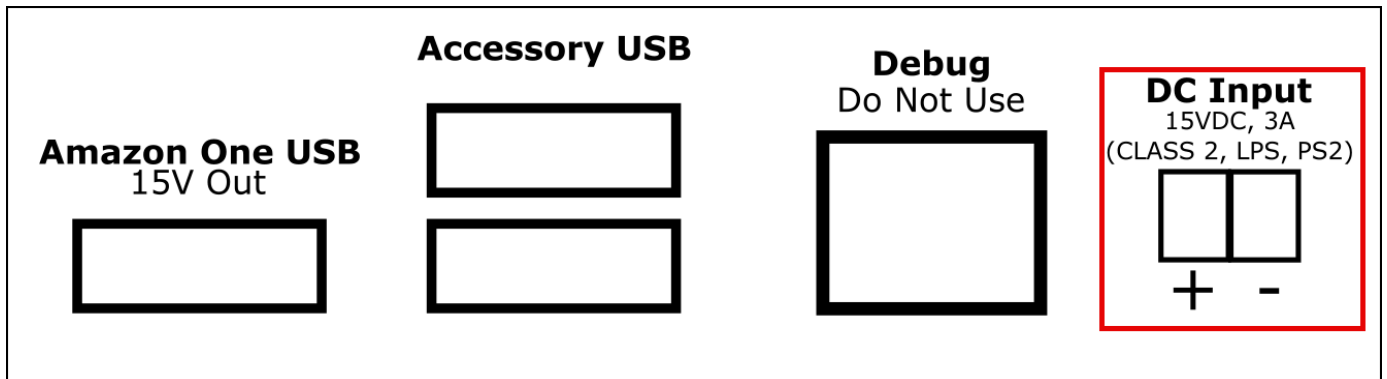 Amazon One USB
15V Out
Accessory USB
Debug
Do Not Use
DC Input
15VDC, 3A
(CLASS 2, LPS, PS2)
+ -